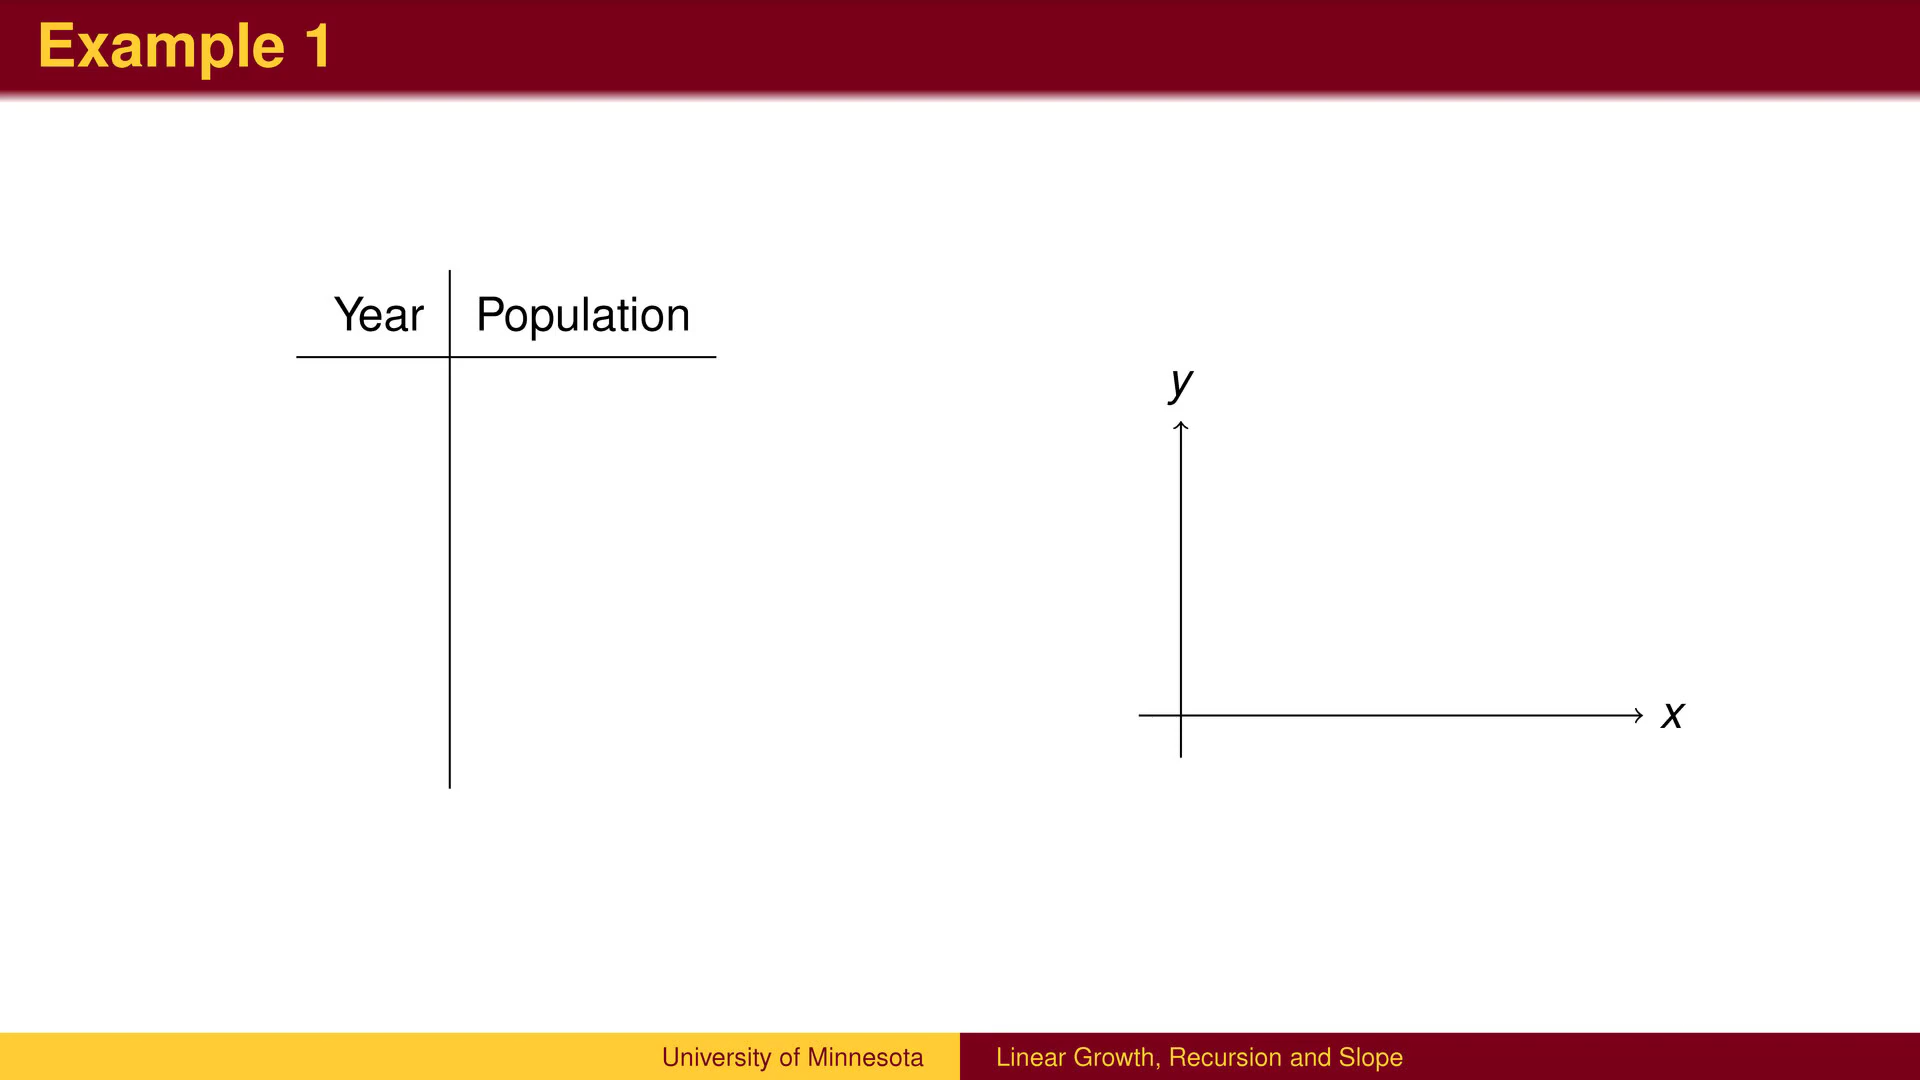 Example 1
Year Population
y
x
University of Minnesota
Linear Growth, Recursion and Slope